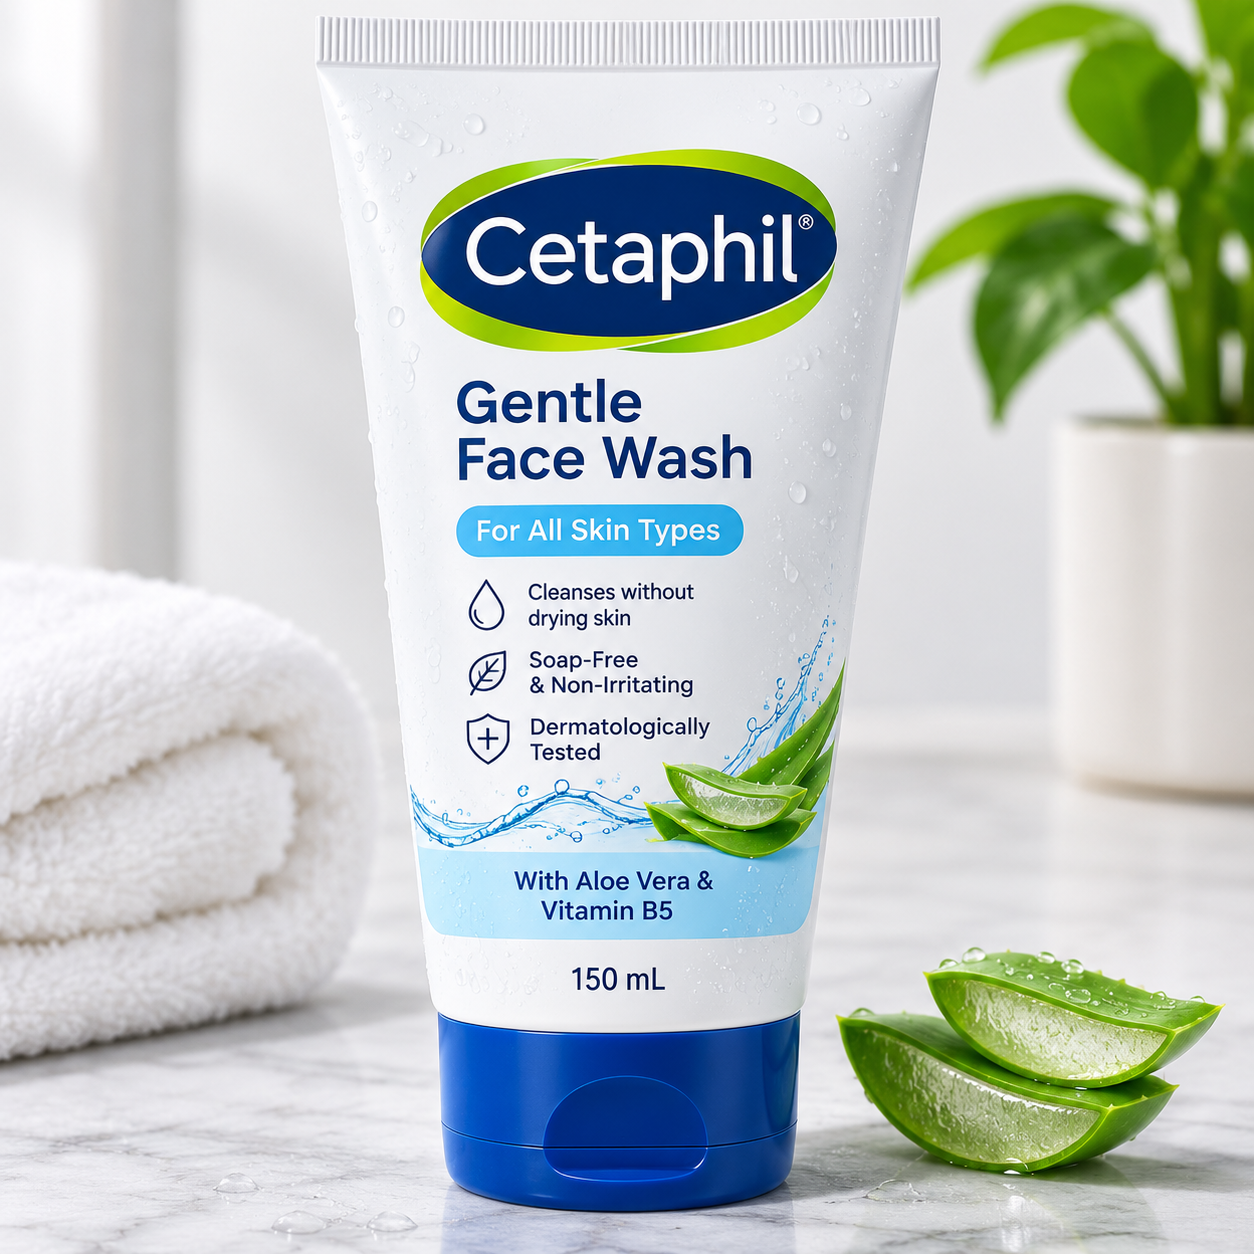 Cetaphil®
Gentle
Face Wash
For All Skin Types
Cleanses without
drying skin
Soap-Free
& Non-Irritating
Dermatologically
Tested
With Aloe Vera &
Vitamin B5
150 mL